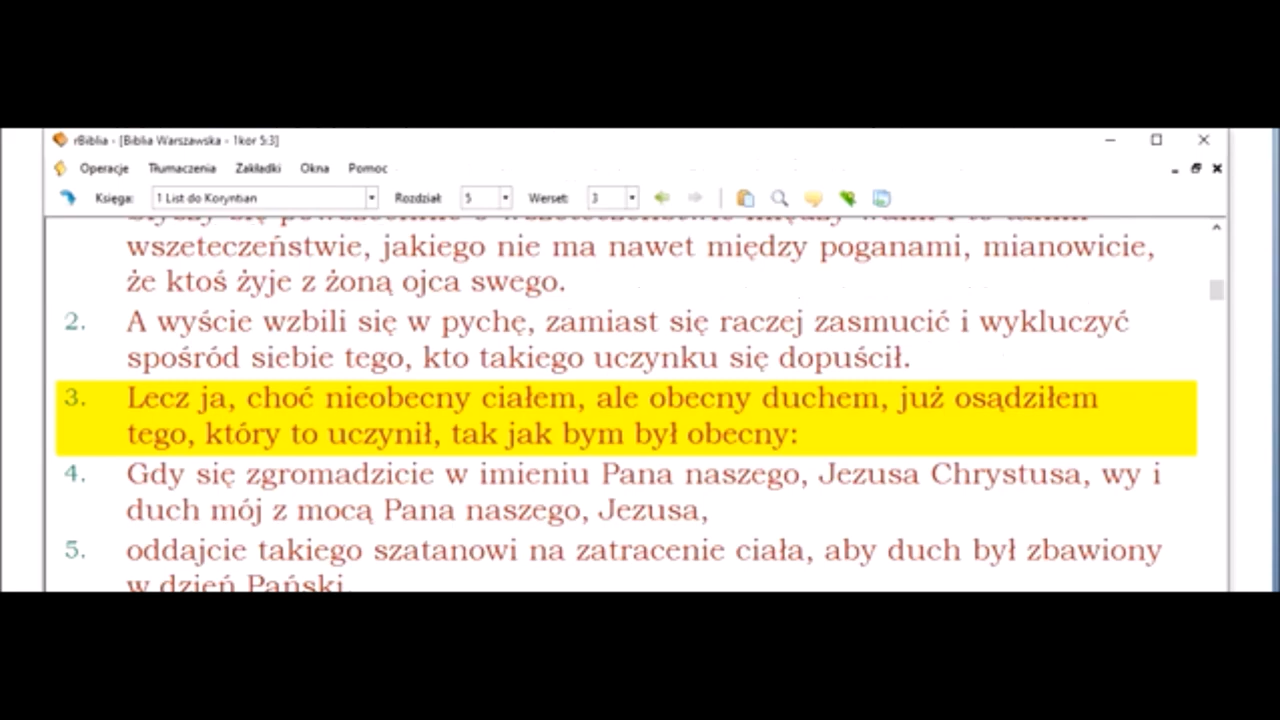 rBiblia - [Biblia Warszawska - 1kor 5:3]
Operacje Tłumaczenia Zakładki Okna Pomoc
Księga: 1 List do Koryntian Rozdział: 5 Werset: 3
wszeteczeństwie, jakiego nie ma nawet między poganami, mianowicie,
że ktoś żyje z żoną ojca swego.
2. A wyście wzbili się w pychę, zamiast się raczej zasmucić i wykluczyć
spośród siebie tego, kto takiego uczynku się dopuścił.
3. Lecz ja, choć nieobecny ciałem, ale obecny duchem, już osądziłem
tego, który to uczynił, tak jak bym był obecny:
4. Gdy się zgromadzicie w imieniu Pana naszego, Jezusa Chrystusa, wy i
duch mój z mocą Pana naszego, Jezusa,
5. oddajcie takiego szatanowi na zatracenie ciała, aby duch był zbawiony
w dzień Pański.